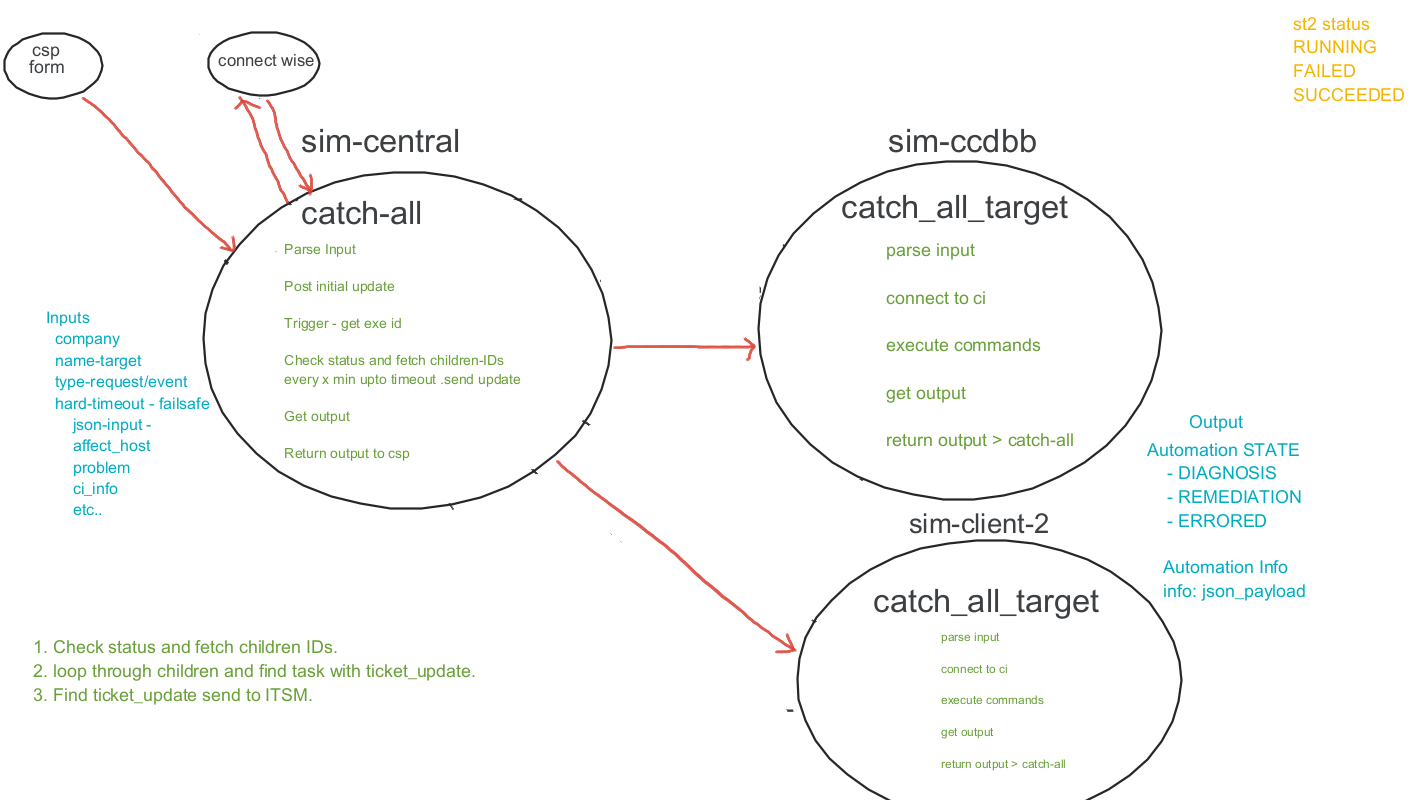 csp
form
connect wise
st2 status
RUNNING
FAILED
SUCCEEDED
sim-central
catch-all
Parse Input
Post initial update
Trigger - get exe id
Check status and fetch children-IDs
every x min upto timeout .send update
Get output
Return output to csp
Inputs
company
name-target
type-request/event
hard-timeout - failsafe
json-input -
affect_host
problem
ci_info
etc..
sim-ccdbb
catch_all_target
parse input
connect to ci
execute commands
get output
return output > catch-all
Output
Automation STATE
- DIAGNOSIS
- REMEDIATION
- ERRORED
Automation Info
info: json_payload
sim-client-2
catch_all_target
parse input
connect to ci
execute commands
get output
return output > catch-all
1. Check status and fetch children IDs.
2. loop through children and find task with ticket_update.
3. Find ticket_update send to ITSM.